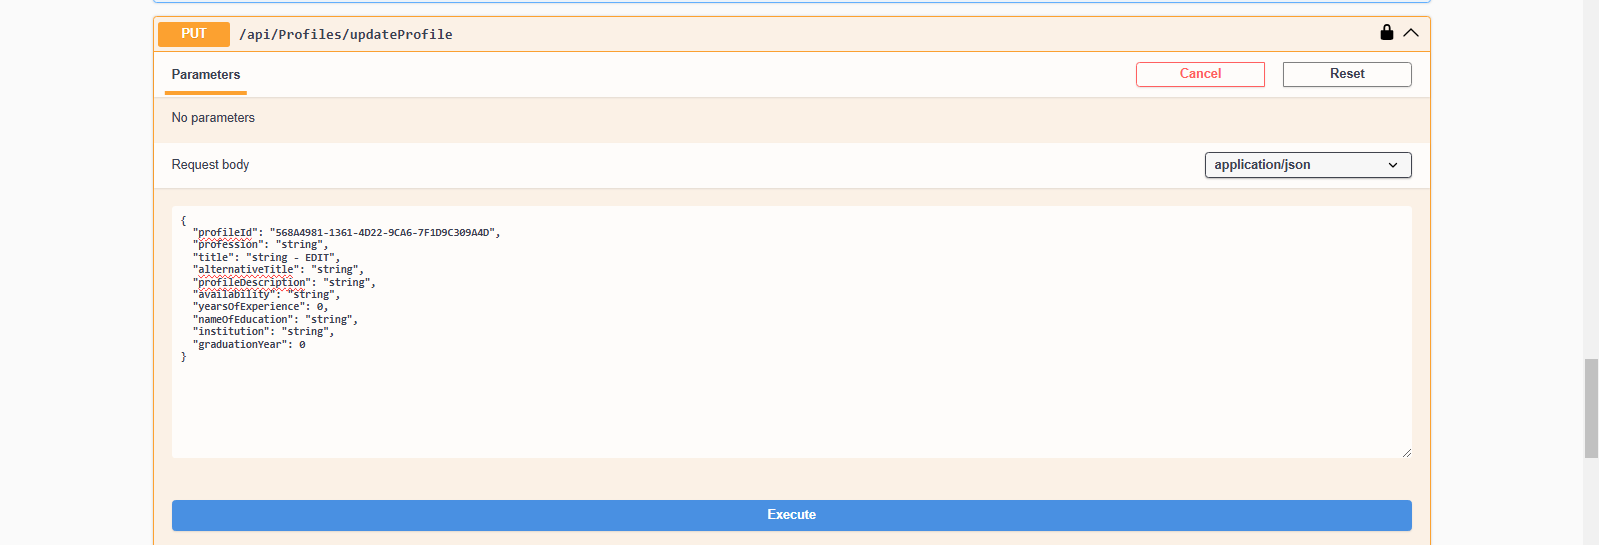 PUT /api/Profiles/updateProfile
Parameters Cancel Reset
No parameters
Request body application/json
{
"profileId": "568A4981-1361-4D22-9CA6-7F1D9C309A4D",
"profession": "string",
"title": "string - EDIT",
"alternativeTitle": "string",
"profileDescription": "string",
"availability": "string",
"yearsOfExperience": 0,
"nameOfEducation": "string",
"institution": "string",
"graduationYear": 0
}
Execute